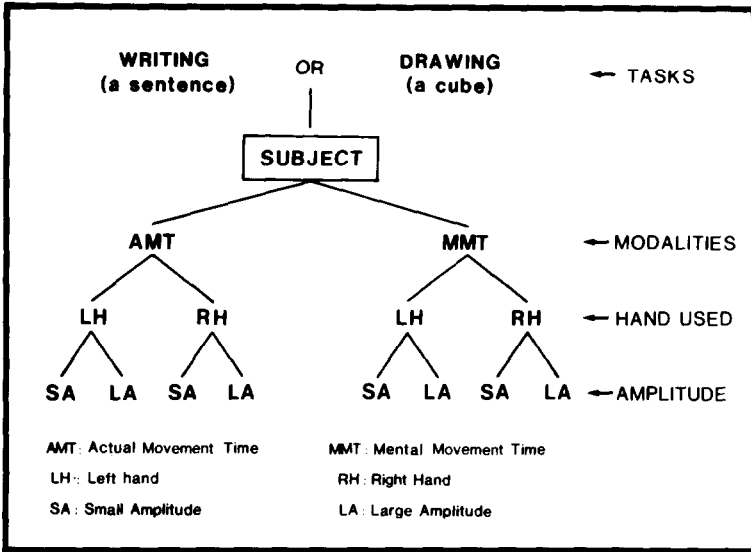 WRITING OR DRAWING ← TASKS
(a sentence) (a cube)
SUBJECT
AMT MMT ← MODALITIES
LH RH LH RH ← HAND USED
SA LA SA LA SA LA SA LA ← AMPLITUDE
AMT: Actual Movement Time MMT: Mental Movement Time
LH: Left hand RH: Right Hand
SA: Small Amplitude LA: Large Amplitude